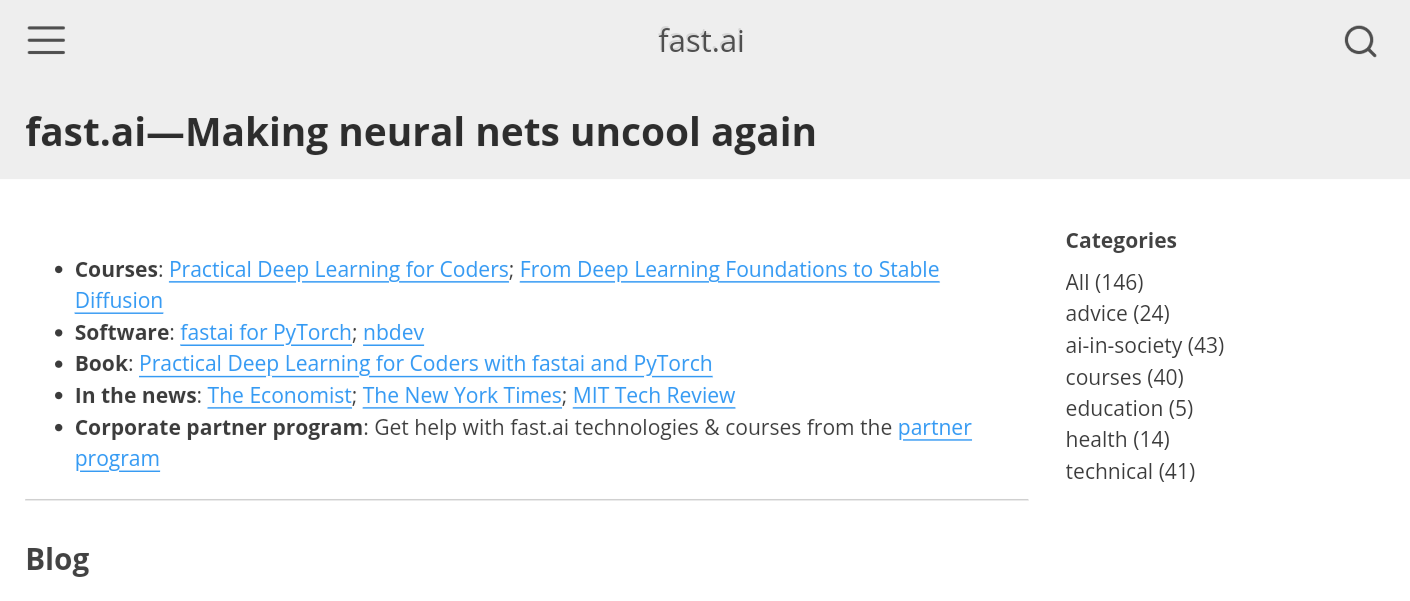 fast.ai
fast.ai—Making neural nets uncool again
Courses: Practical Deep Learning for Coders; From Deep Learning Foundations to Stable
Diffusion
Software: fastai for PyTorch; nbdev
Book: Practical Deep Learning for Coders with fastai and PyTorch
In the news: The Economist; The New York Times; MIT Tech Review
Corporate partner program: Get help with fast.ai technologies & courses from the partner
program
Categories
All (146)
advice (24)
ai-in-society (43)
courses (40)
education (5)
health (14)
technical (41)
Blog